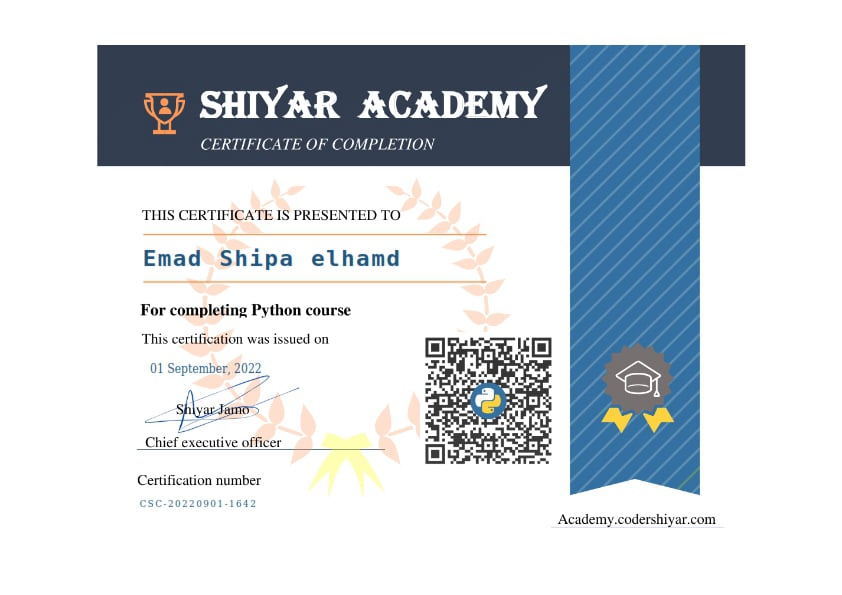 SHIYAR ACADEMY
CERTIFICATE OF COMPLETION
THIS CERTIFICATE IS PRESENTED TO
Emad Shipa elhamd
For completing Python course
This certification was issued on
01 September, 2022
Shiyar Jamo
Chief executive officer
Certification number
CSC-20220901-1642
Academy.codershiyar.com